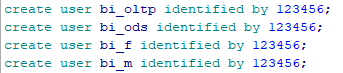 create user bi_oltp identified by 123456;
create user bi_ods identified by 123456;
create user bi_f identified by 123456;
create user bi_m identified by 123456;